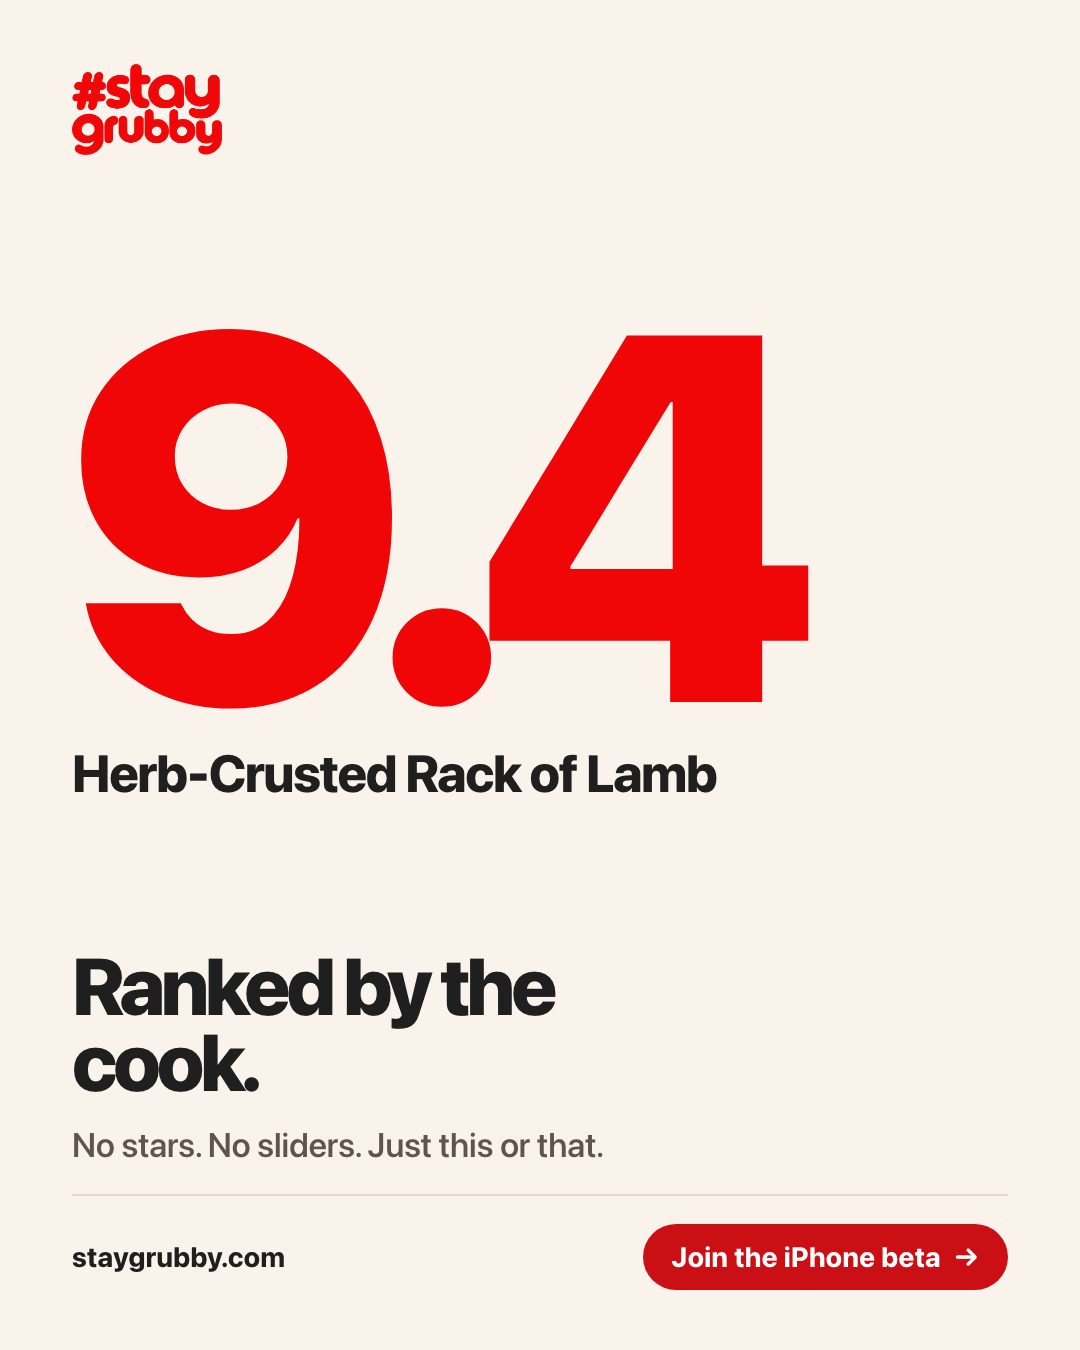 #stay
grubby
9.4
Herb-Crusted Rack of Lamb
Ranked by the
cook.
No stars. No sliders. Just this or that.
staygrubby.com
Join the iPhone beta →